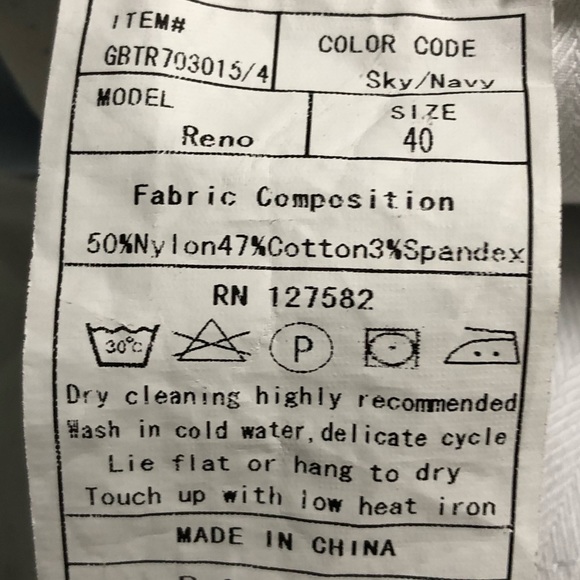 ITEM#
GBTR703015/4
COLOR CODE
Sky/Navy
MODEL
Reno
SIZE
40
Fabric Composition
50%Nylon47%Cotton3%Spandex
RN 127582
30°C
P
Dry cleaning highly recommended
Wash in cold water,delicate cycle
Lie flat or hang to dry
Touch up with low heat iron
MADE IN CHINA